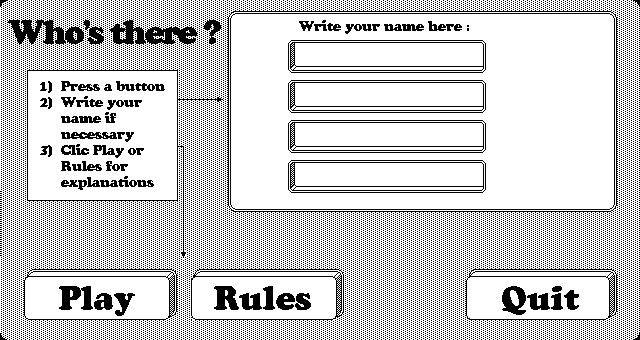 Who's there ?
Write your name here :
1) Press a button
2) Write your
name if
necessary
3) Clic Play or
Rules for
explanations
Play
Rules
Quit